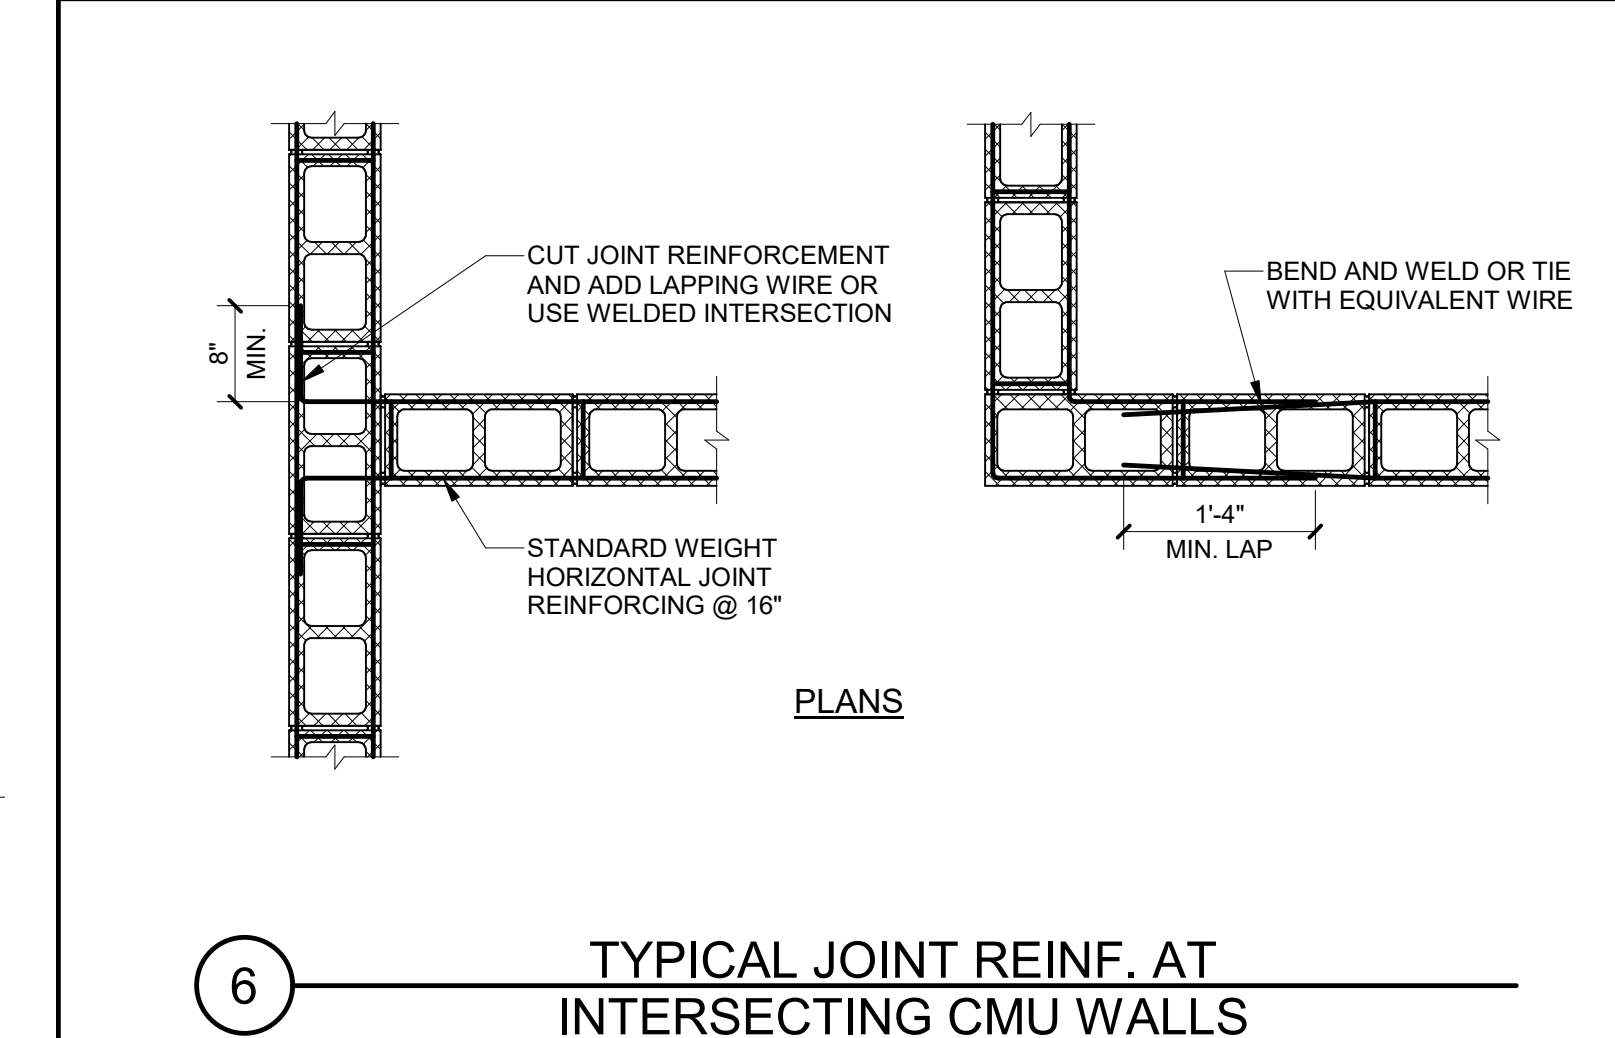 CUT JOINT REINFORCEMENT
AND ADD LAPPING WIRE OR
USE WELDED INTERSECTION
8"
MIN.
STANDARD WEIGHT
HORIZONTAL JOINT
REINFORCING @ 16"
BEND AND WELD OR TIE
WITH EQUIVALENT WIRE
1'-4"
MIN. LAP
PLANS
6
TYPICAL JOINT REINF. AT
INTERSECTING CMU WALLS